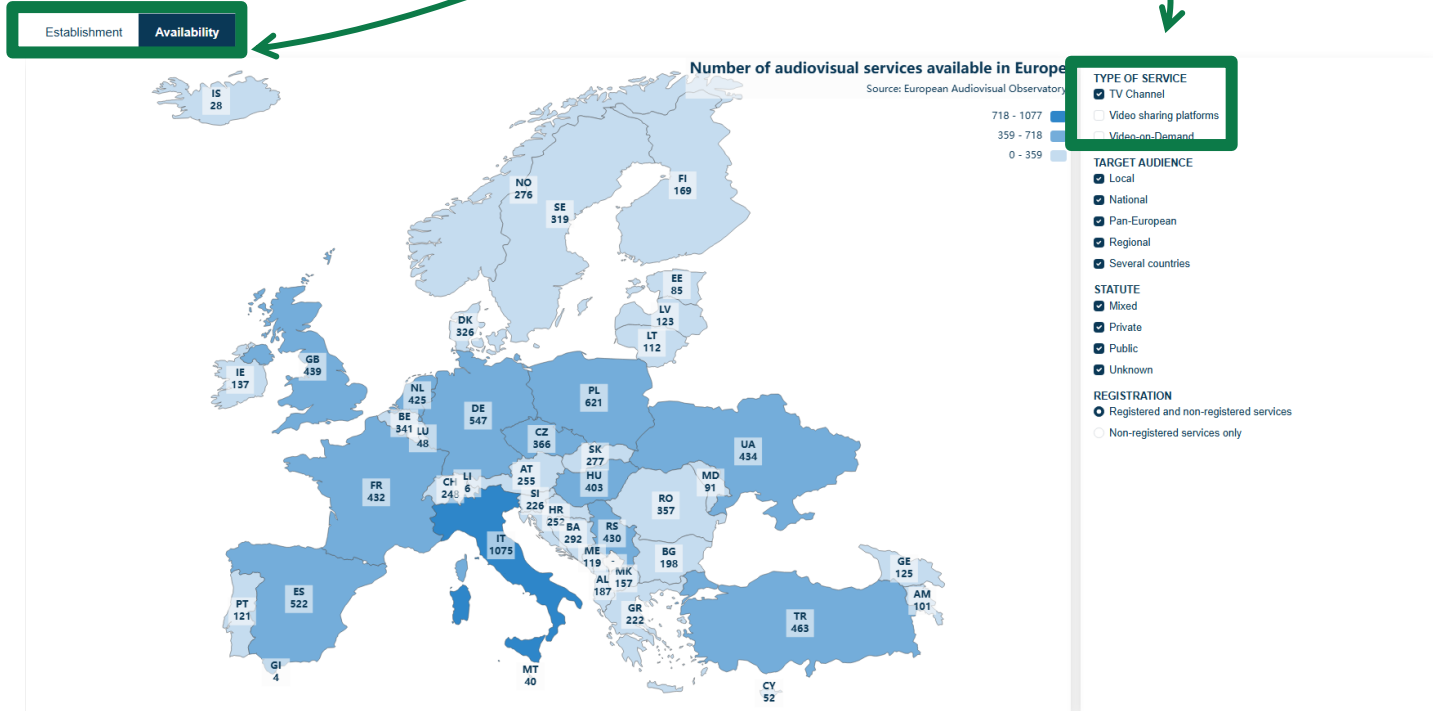 Establishment
Availability
Number of audiovisual services available in Europe
Source: European Audiovisual Observatory
718 - 1077
359 - 718
0 - 359
TYPE OF SERVICE
TV Channel
Video sharing platforms
Video-on-Demand
TARGET AUDIENCE
Local
National
Pan-European
Regional
Several countries
STATUTE
Mixed
Private
Public
Unknown
REGISTRATION
Registered and non-registered services
Non-registered services only
IS
28
NO
276
SE
319
FI
169
EE
85
LV
123
LT
112
DK
326
GB
439
IE
137
NL
425
BE
341
LU
48
DE
547
PL
621
CZ
366
SK
277
UA
434
FR
432
CH
248
LI
6
AT
255
HU
403
SI
226
HR
252
BA
292
RS
430
RO
357
MD
91
IT
1075
ME
119
-
MK
157
BG
198
AL
187
GR
222
GE
125
AM
101
TR
463
PT
121
ES
522
GI
4
MT
40
CY
52